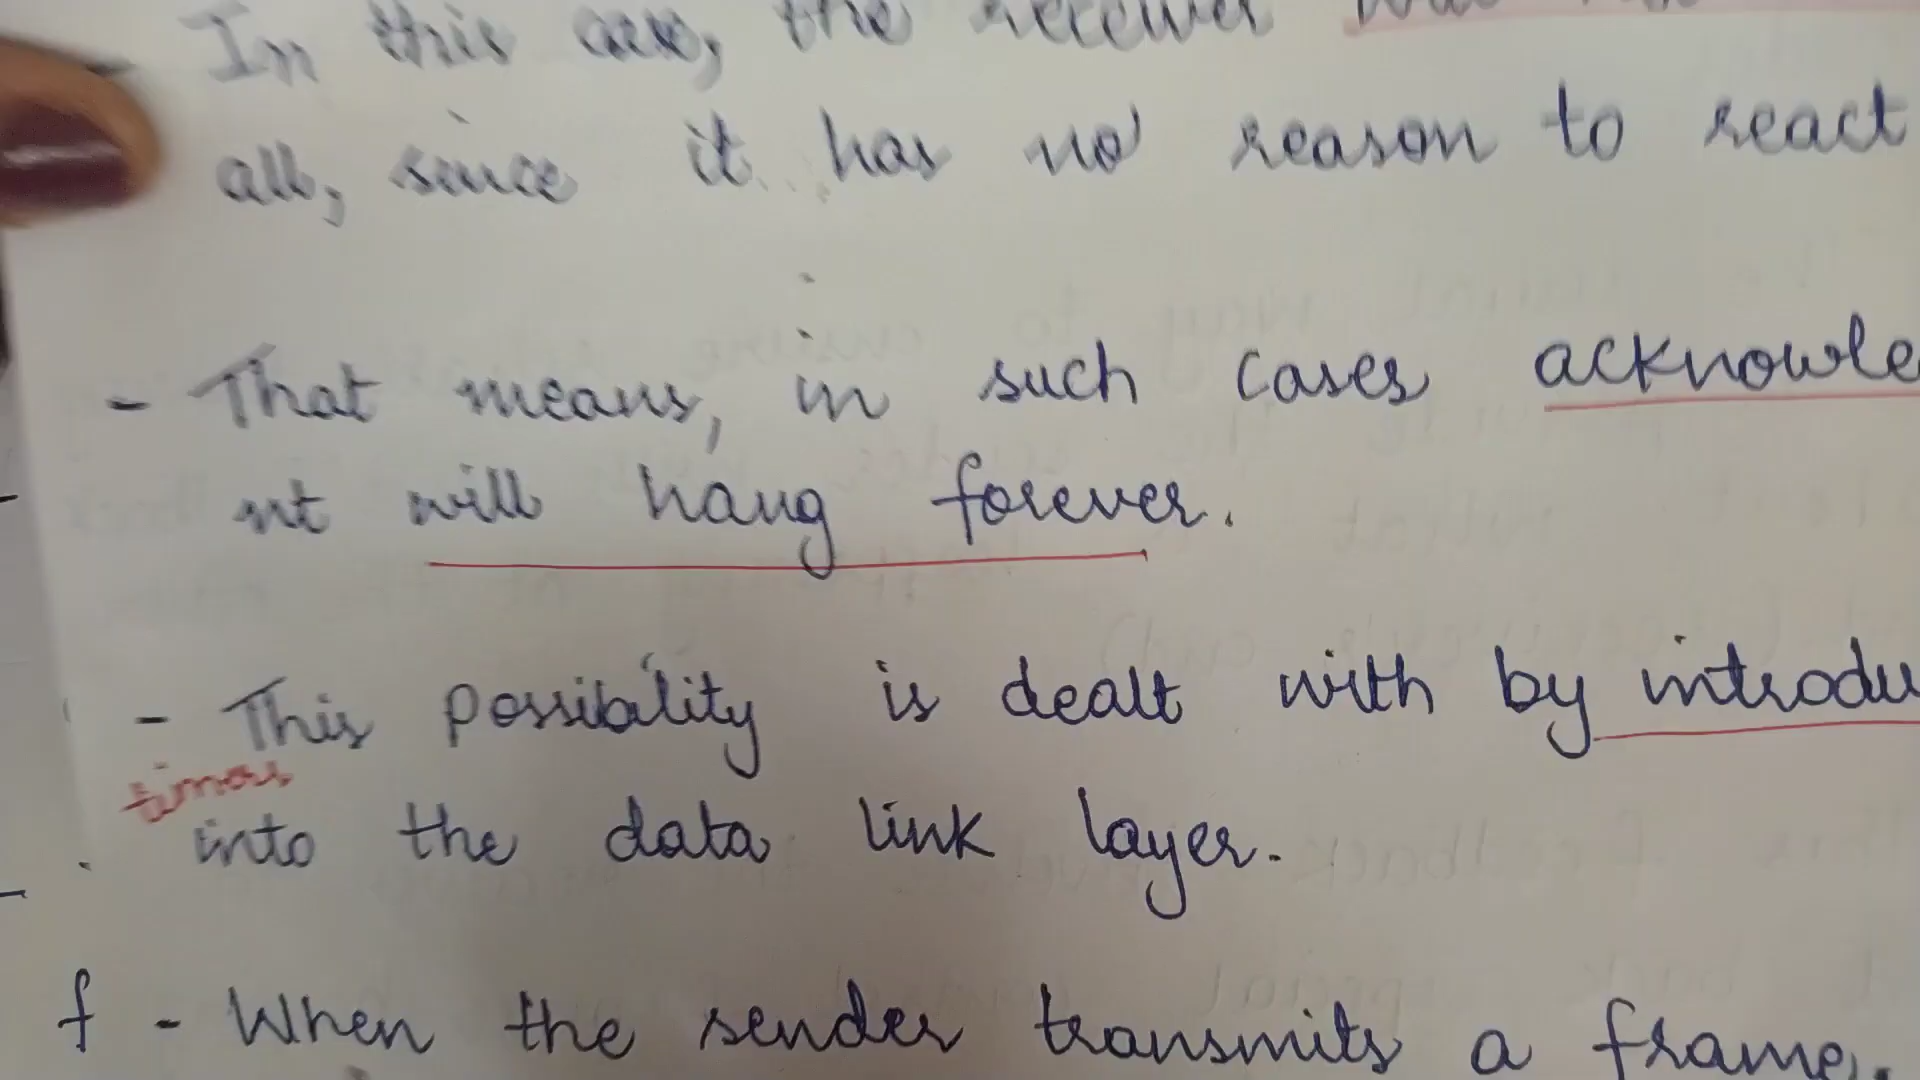 - In this case, the receiver will
all, since it has no reason to react
- That means, in such cases acknowle
nt will hang forever.
- This possibility is dealt with by introdu
timers
into the data link layer.
f - When the sender transmits a frame,